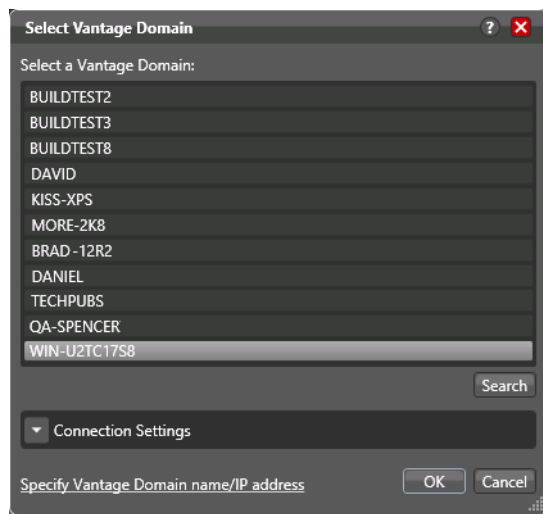 Select Vantage Domain
?
Select a Vantage Domain:
BUILDTEST2
BUILDTEST3
BUILDTEST8
DAVID
KISS-XPS
MORE-2K8
BRAD-12R2
DANIEL
TECHPUBS
QA-SPENCER
WIN-U2TC17S8
Search
Connection Settings
Specify Vantage Domain name/IP address
OK
Cancel